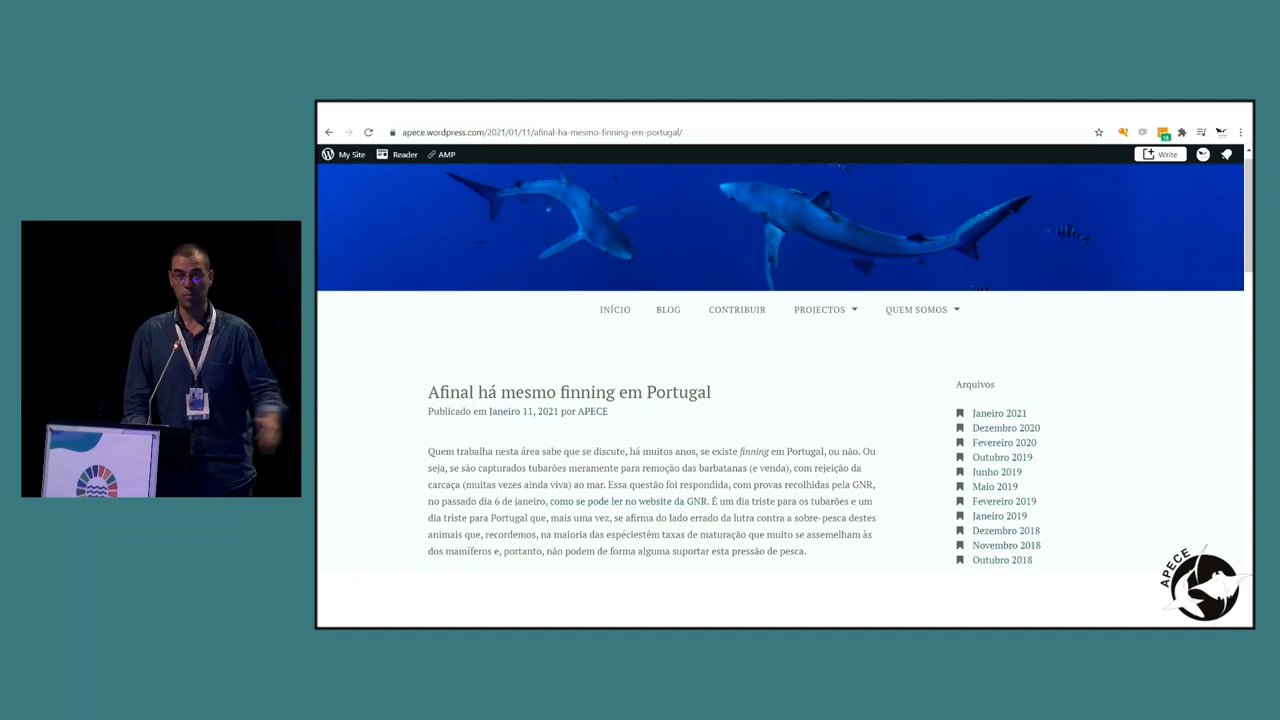 apece.wordpress.com/2021/01/11/afinal-ha-mesmo-finning-em-portugal/
My Site Reader AMP Write
INÍCIO BLOG CONTRIBUIR PROJECTOS QUEM SOMOS
Afinal há mesmo finning em Portugal
Publicado em Janeiro 11, 2021 por APECE
Quem trabalha nesta área sabe que se discute, há muitos anos, se existe finning em Portugal, ou não. Ou
seja, se são capturados tubarões meramente para remoção das barbatanas (e venda), com rejeição da
carcaça (muitas vezes ainda viva) ao mar. Essa questão foi respondida, com provas recolhidas pela GNR,
no passado dia 6 de janeiro, como se pode ler no website da GNR. É um dia triste para os tubarões e um
dia triste para Portugal que, mais uma vez, se afirma do lado errado da lutra contra a sobre-pesca destes
animais que, recordemos, na maioria das espéciestêm taxas de maturação que muito se assemelham às
dos mamíferos e, portanto, não podem de forma alguma suportar esta pressão de pesca.
Arquivos
Janeiro 2021
Dezembro 2020
Fevereiro 2020
Outubro 2019
Junho 2019
Maio 2019
Fevereiro 2019
Janeiro 2019
Dezembro 2018
Novembro 2018
Outubro 2018
APECE